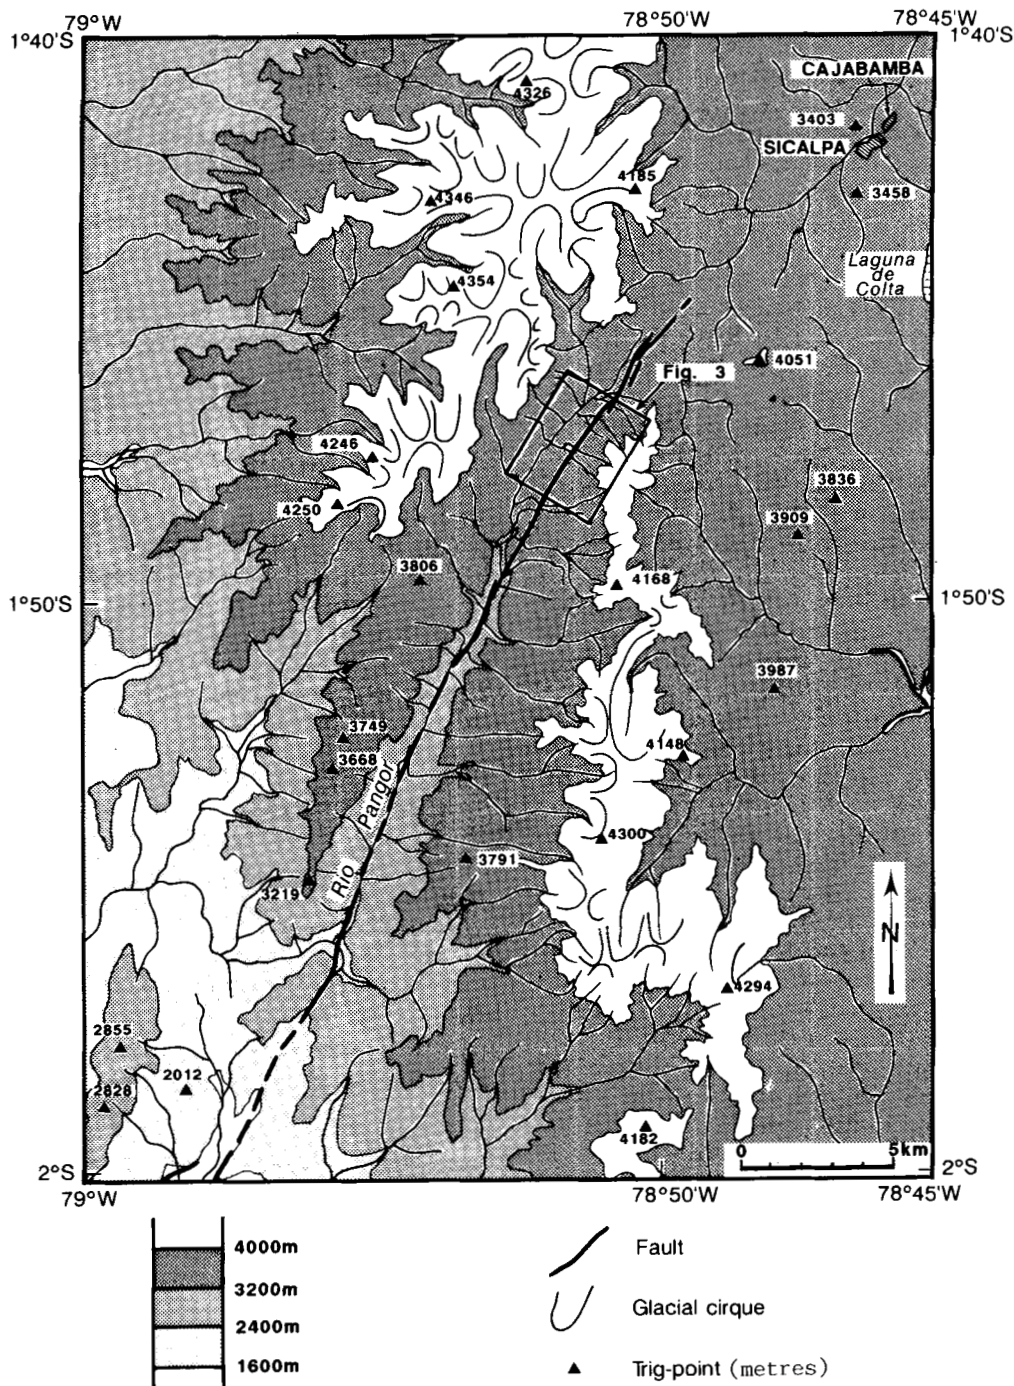 79°W
78°50'W
78°45'W
1°40'S
1°40'S
CAJABAMBA
4326
3403
SICALPA
4185
3458
4346
Laguna
de
Colta
4354
4051
Fig. 3
4246
3836
4250
3909
3806
4168
1°50'S
1°50'S
3987
3749
4148
3668
Rio Pangor
4300
3791
3219
N
4294
2855
2012
2828
4182
0 5km
2°S
2°S
79°W
78°50'W
78°45'W
4000m
3200m
2400m
1600m
Fault
Glacial cirque
Trig-point (metres)